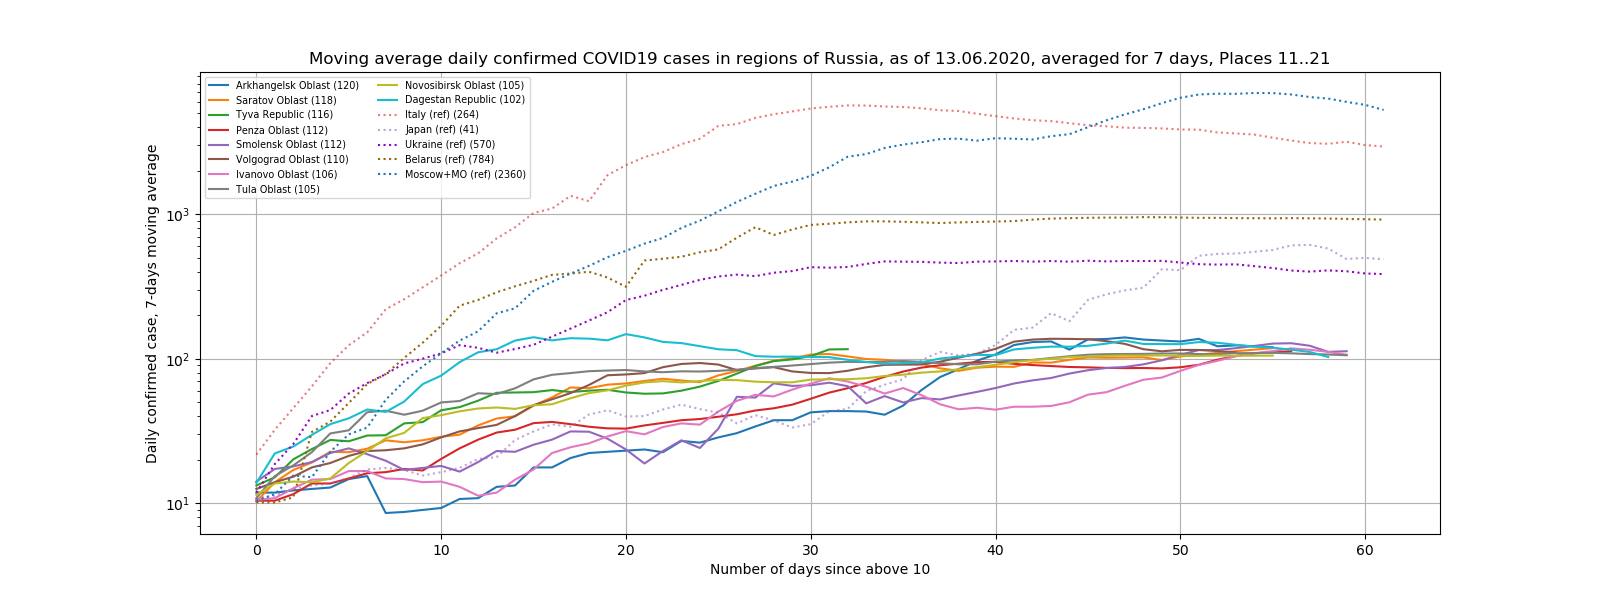 Moving average daily confirmed COVID19 cases in regions of Russia, as of 13.06.2020, averaged for 7 days, Places 11..21
Arkhangelsk Oblast (120)
Saratov Oblast (118)
Tyva Republic (116)
Penza Oblast (112)
Smolensk Oblast (112)
Volgograd Oblast (110)
Ivanovo Oblast (106)
Tula Oblast (105)
Novosibirsk Oblast (105)
Dagestan Republic (102)
Italy (ref) (264)
Japan (ref) (41)
Ukraine (ref) (570)
Belarus (ref) (784)
Moscow+MO (ref) (2360)
Daily confirmed case, 7-days moving average
10³
10²
10¹
0 10 20 30 40 50 60
Number of days since above 10